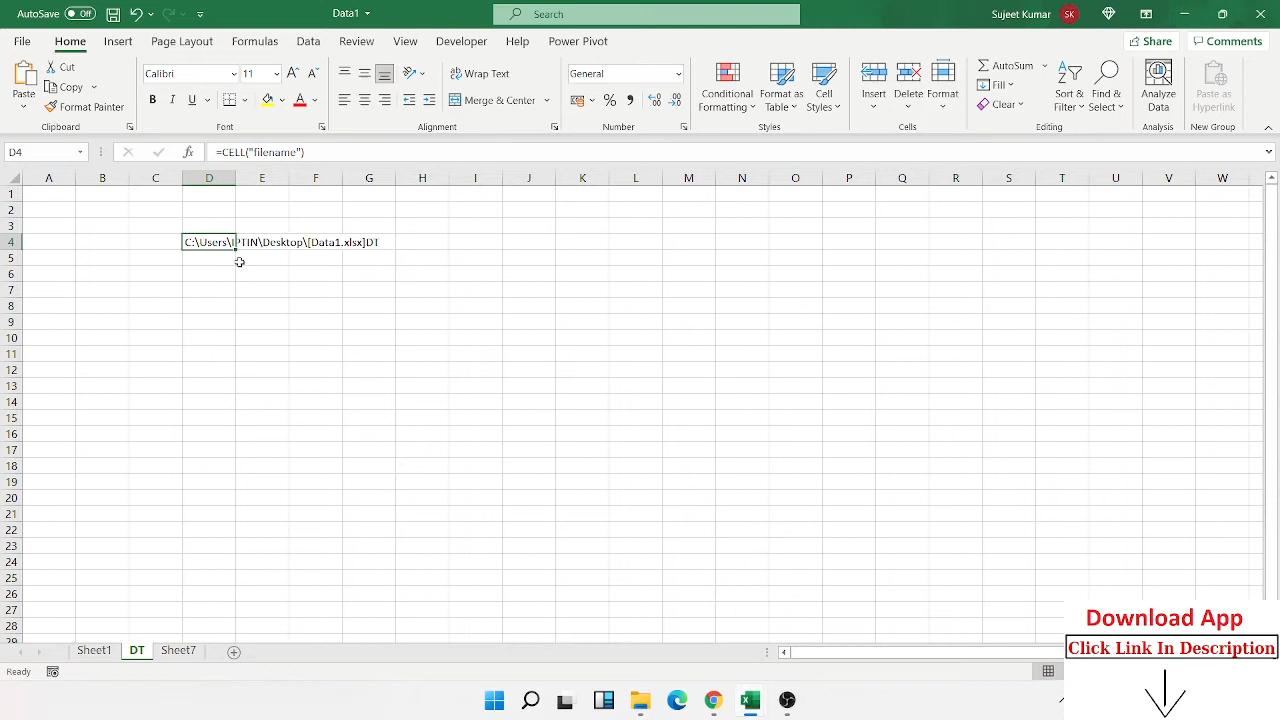 AutoSave Off Data1 Search Sujeet Kumar SK
File Home Insert Page Layout Formulas Data Review View Developer Help Power Pivot Share Comments
Paste Cut Copy Format Painter Clipboard
Calibri 11 B I U A Font
Wrap Text Merge & Center Alignment
General % , Number
Conditional Formatting Format as Table Cell Styles Styles
Insert Delete Format Cells
AutoSum Fill Clear Sort & Filter Find & Select Editing
Analyze Data Analysis
Paste as Hyperlink New Group
D4 fx =CELL("filename")
A B C D E F G H I J K L M N O P Q R S T U V W
1
2
3
4 C:\Users\IPTIN\Desktop\[Data1.xlsx]DT
5
6
7
8
9
10
11
12
13
14
15
16
17
18
19
20
21
22
23
24
25
26
27
28
29
Sheet1 DT Sheet7
Ready
Download App
Click Link In Description